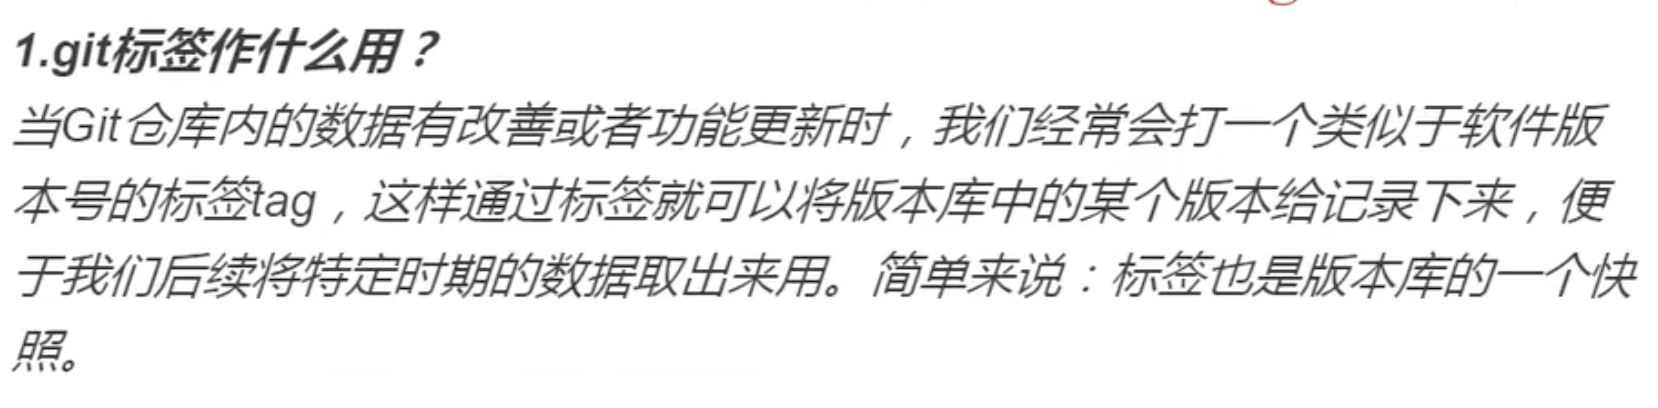 1.git标签作什么用？
当Git仓库内的数据有改善或者功能更新时，我们经常会打一个类似于软件版
本号的标签tag，这样通过标签就可以将版本库中的某个版本给记录下来，便
于我们后续将特定时期的数据取出来用。简单来说：标签也是版本库的一个快
照。